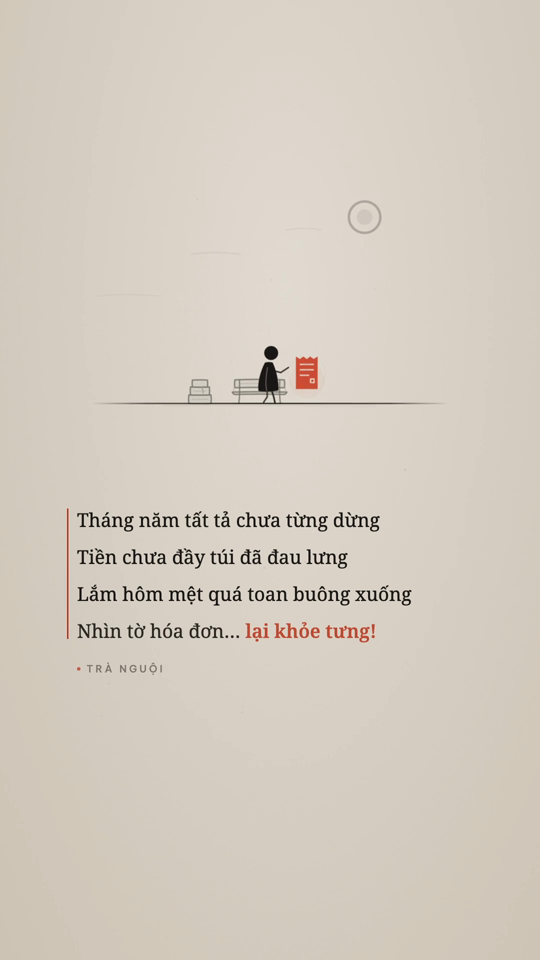 Tháng năm tất tả chưa từng dừng
Tiền chưa đầy túi đã đau lưng
Lắm hôm mệt quá toan buông xuống
Nhìn tờ hóa đơn... lại khỏe tưng!
• TRÀ NGUỘI